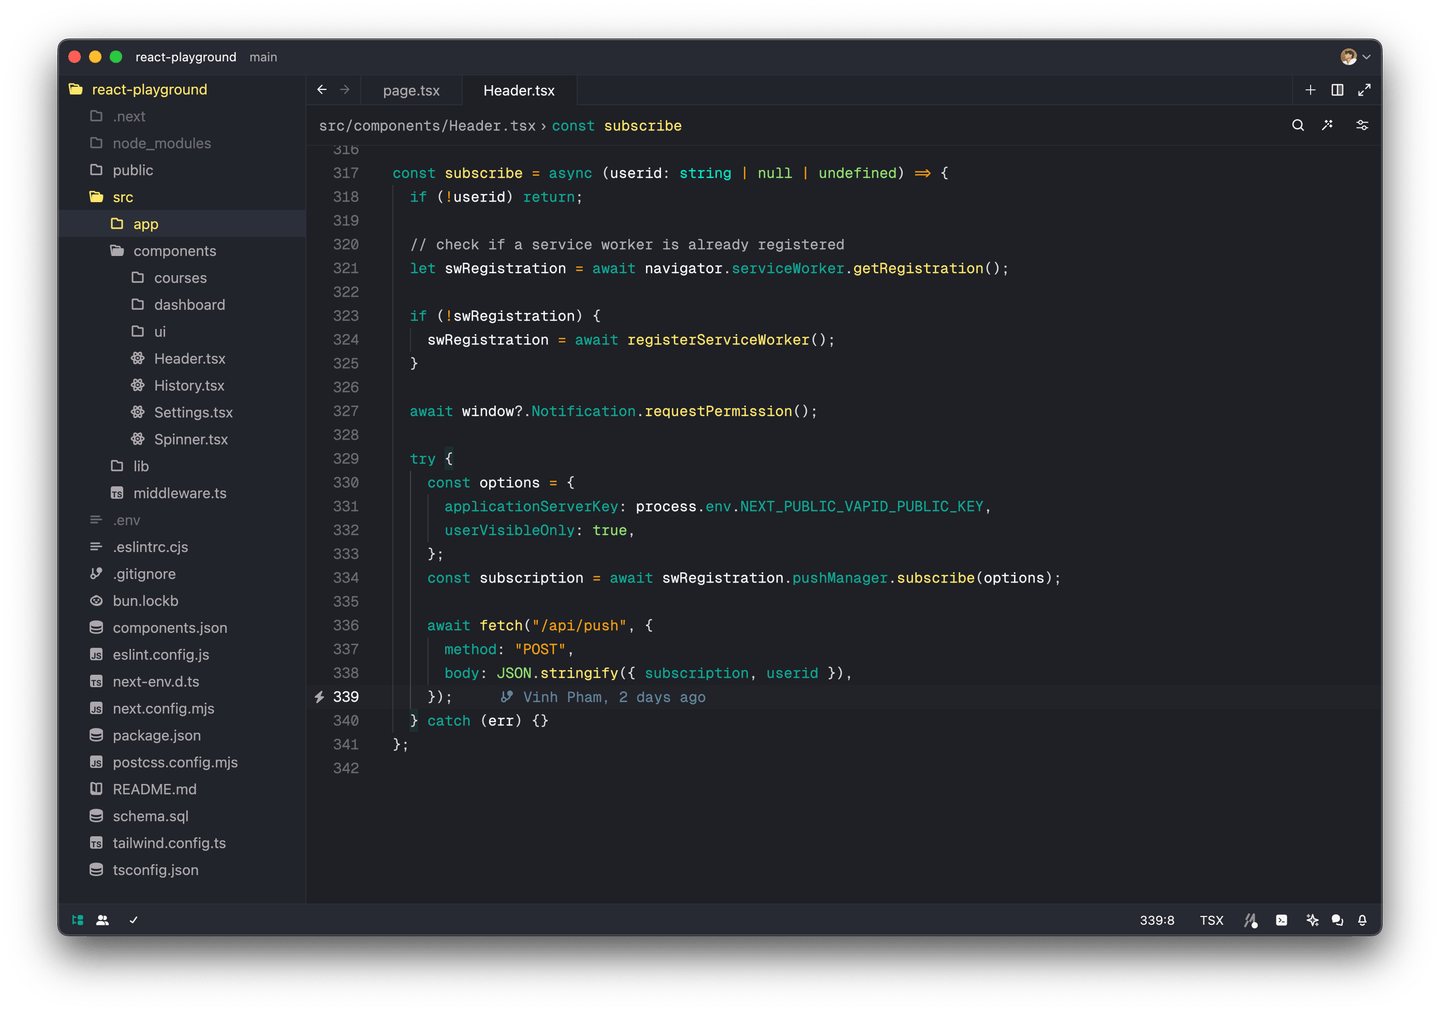 react-playground main
react-playground
.next
node_modules
public
src
app
components
courses
dashboard
ui
Header.tsx
History.tsx
Settings.tsx
Spinner.tsx
lib
middleware.ts
.env
.eslintrc.cjs
.gitignore
bun.lockb
components.json
eslint.config.js
next-env.d.ts
next.config.mjs
package.json
postcss.config.mjs
README.md
schema.sql
tailwind.config.ts
tsconfig.json
page.tsx Header.tsx
src/components/Header.tsx › const subscribe
316
317 const subscribe = async (userid: string | null | undefined) => {
318 if (!userid) return;
319
320 // check if a service worker is already registered
321 let swRegistration = await navigator.serviceWorker.getRegistration();
322
323 if (!swRegistration) {
324 swRegistration = await registerServiceWorker();
325 }
326
327 await window?.Notification.requestPermission();
328
329 try {
330 const options = {
331 applicationServerKey: process.env.NEXT_PUBLIC_VAPID_PUBLIC_KEY,
332 userVisibleOnly: true,
333 };
334 const subscription = await swRegistration.pushManager.subscribe(options);
335
336 await fetch("/api/push", {
337 method: "POST",
338 body: JSON.stringify({ subscription, userid }),
339 }); Vinh Pham, 2 days ago
340 } catch (err) {}
341 };
342
339:8 TSX